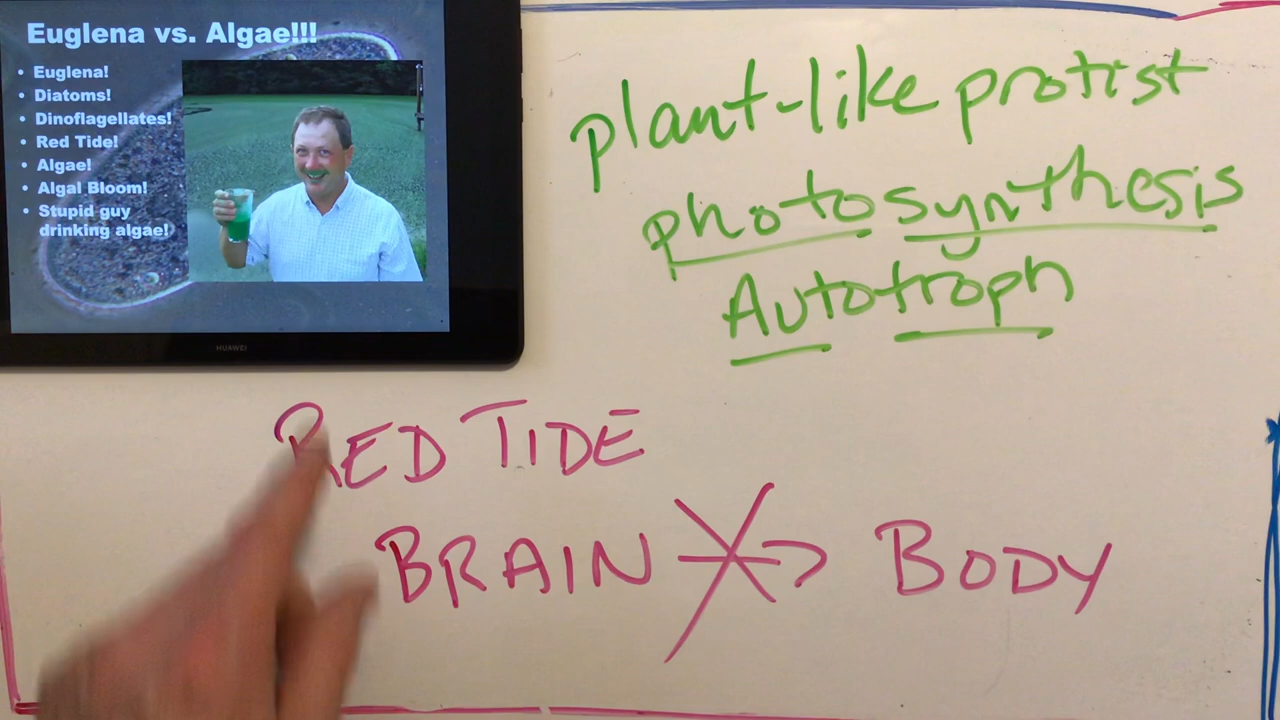 Euglena vs. Algae!!!
• Euglena!
• Diatoms!
• Dinoflagellates!
• Red Tide!
• Algae!
• Algal Bloom!
• Stupid guy
drinking algae!
HUAWEI
plant-like protist
photosynthesis
Autotroph
RED TIDE
BRAIN → BODY